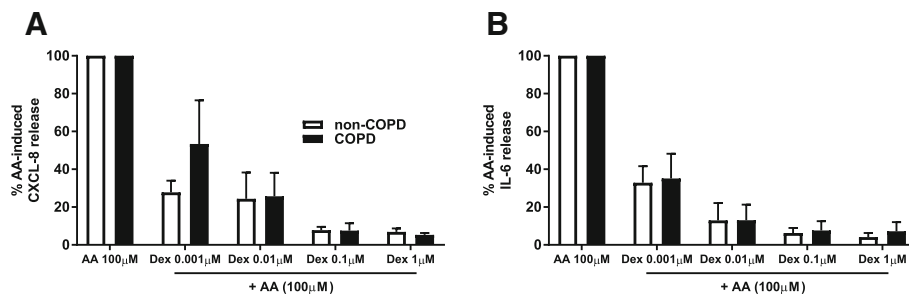 A
% AA-induced
CXCL-8 release
100
80
60
40
20
0
non-COPD
COPD
AA 100μM
Dex 0.001μM
Dex 0.01μM
Dex 0.1μM
Dex 1μM
+ AA (100μM)
B
% AA-induced
IL-6 release
100
80
60
40
20
0
AA 100μM
Dex 0.001μM
Dex 0.01μM
Dex 0.1μM
Dex 1μM
+ AA (100μM)